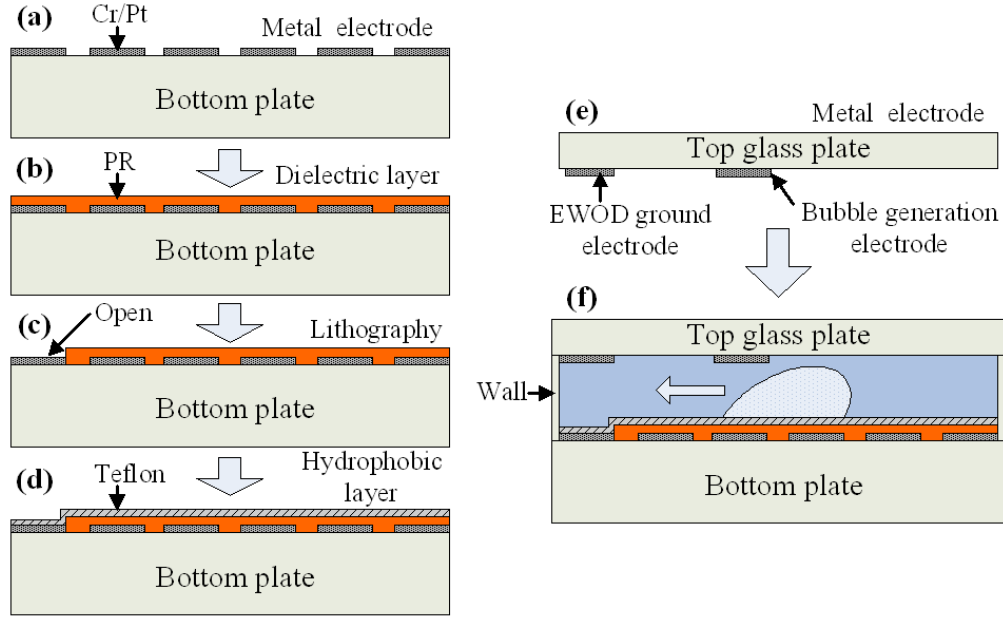 (a)
Cr/Pt
Metal electrode
Bottom plate
(b)
PR
Dielectric layer
Bottom plate
(c)
Open
Lithography
Bottom plate
(d)
Teflon
Hydrophobic
layer
Bottom plate
(e)
Metal electrode
Top glass plate
EWOD ground
electrode
Bubble generation
electrode
(f)
Top glass plate
Wall
Bottom plate